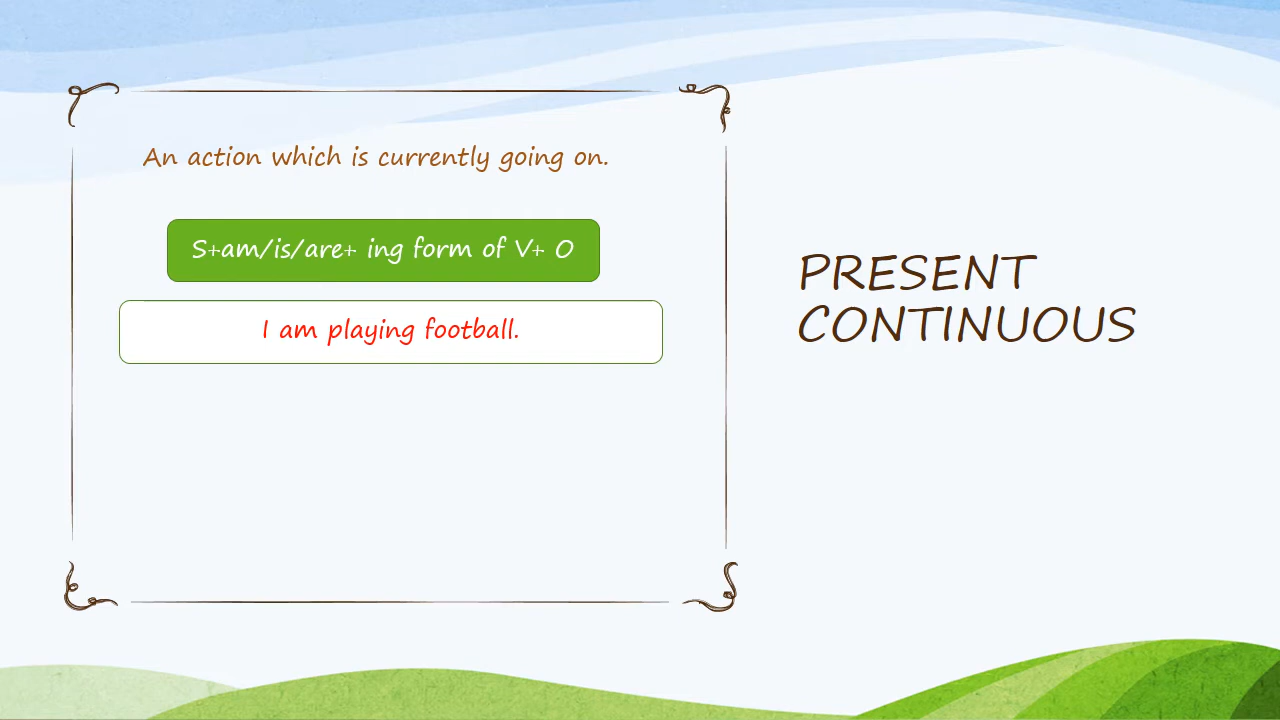 An action which is currently going on.
S+am/is/are+ ing form of V+ O
I am playing football.
PRESENT
CONTINUOUS